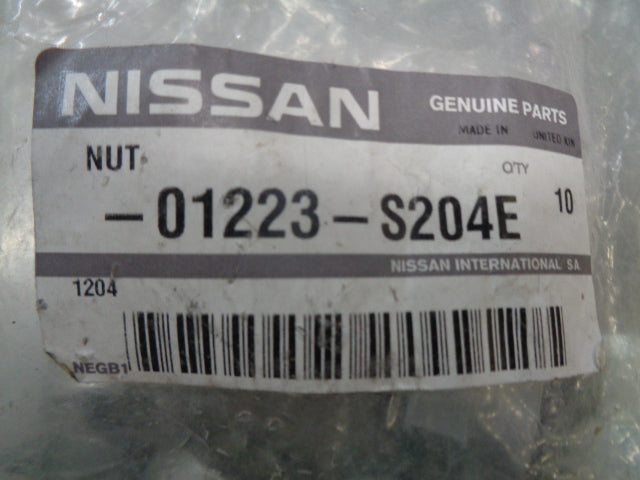 NISSAN GENUINE PARTS
MADE IN UNITED KIN
NUT
Q'TY
-01223-S204E 10
NISSAN INTERNATIONAL SA
1204
NEGB1